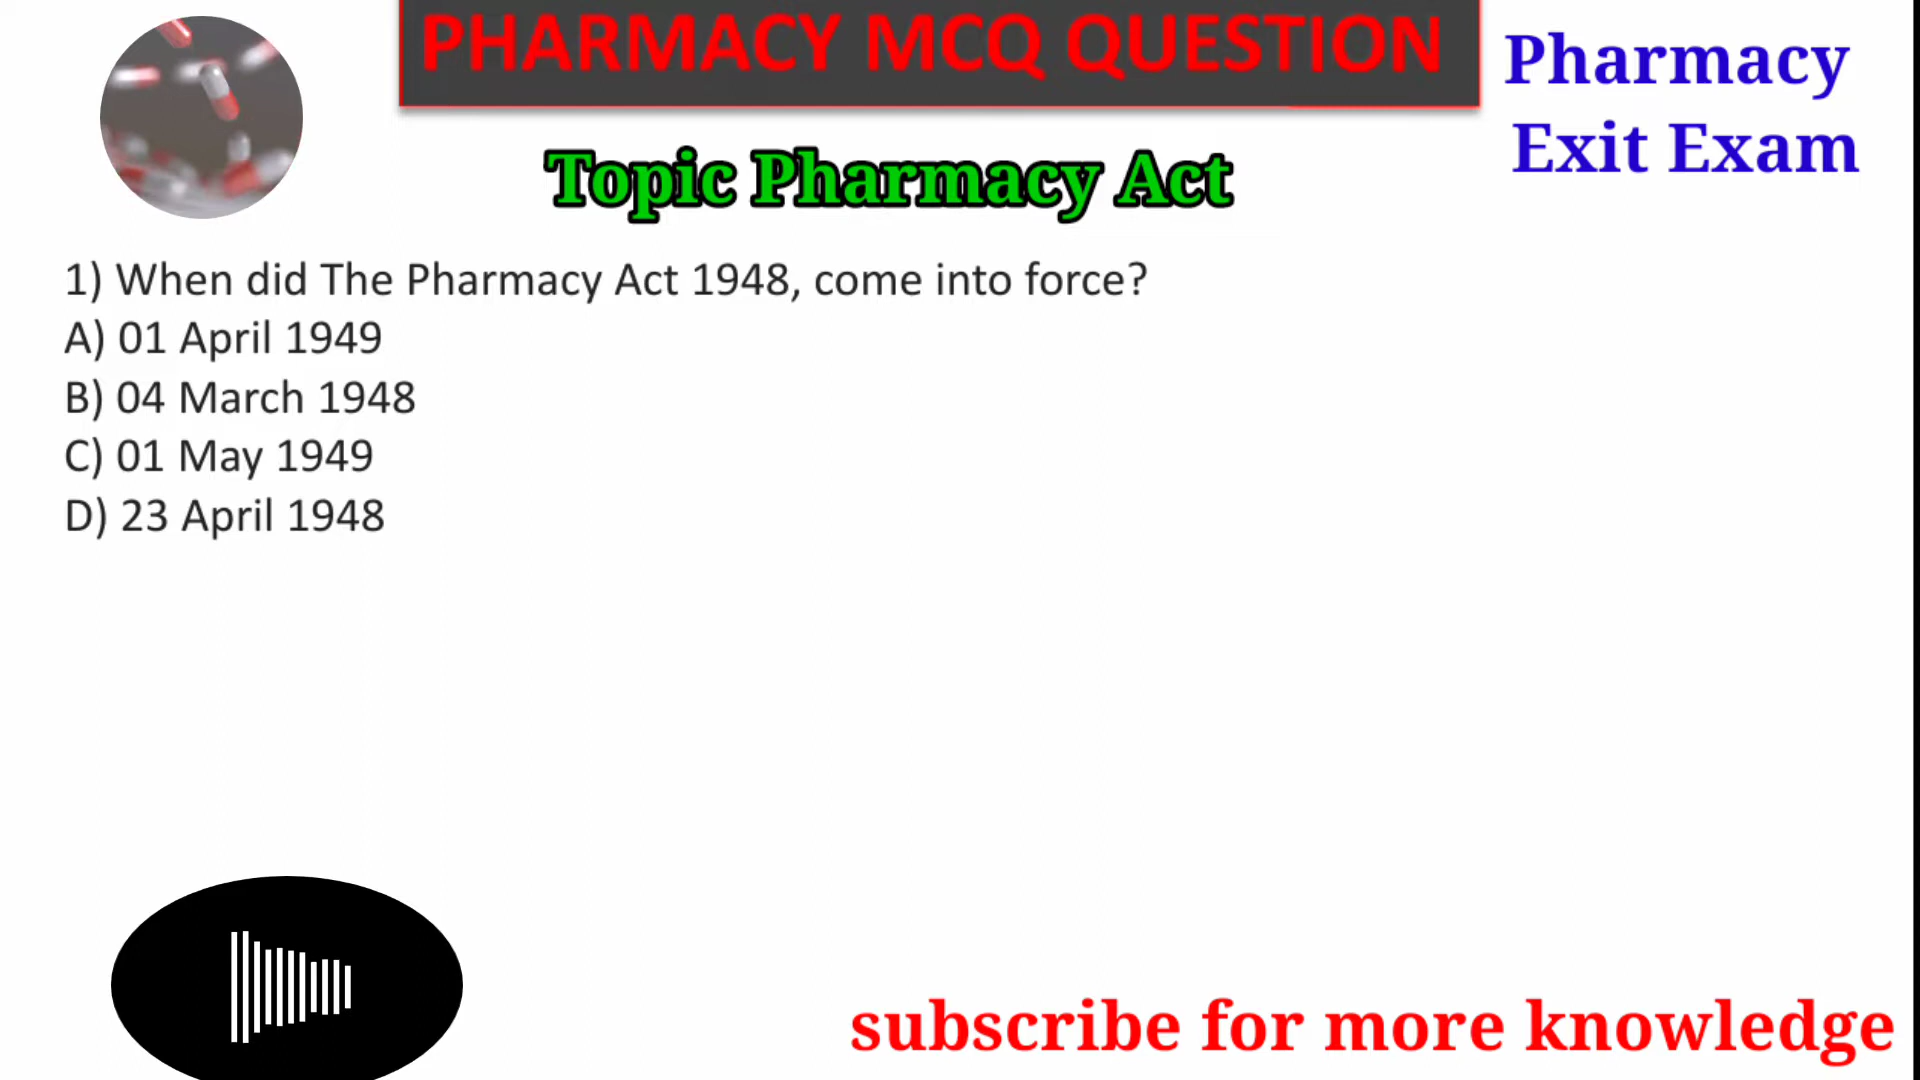 PHARMACY MCQ QUESTION
Pharmacy
Exit Exam
Topic Pharmacy Act
1) When did The Pharmacy Act 1948, come into force?
A) 01 April 1949
B) 04 March 1948
C) 01 May 1949
D) 23 April 1948
subscribe for more knowledge